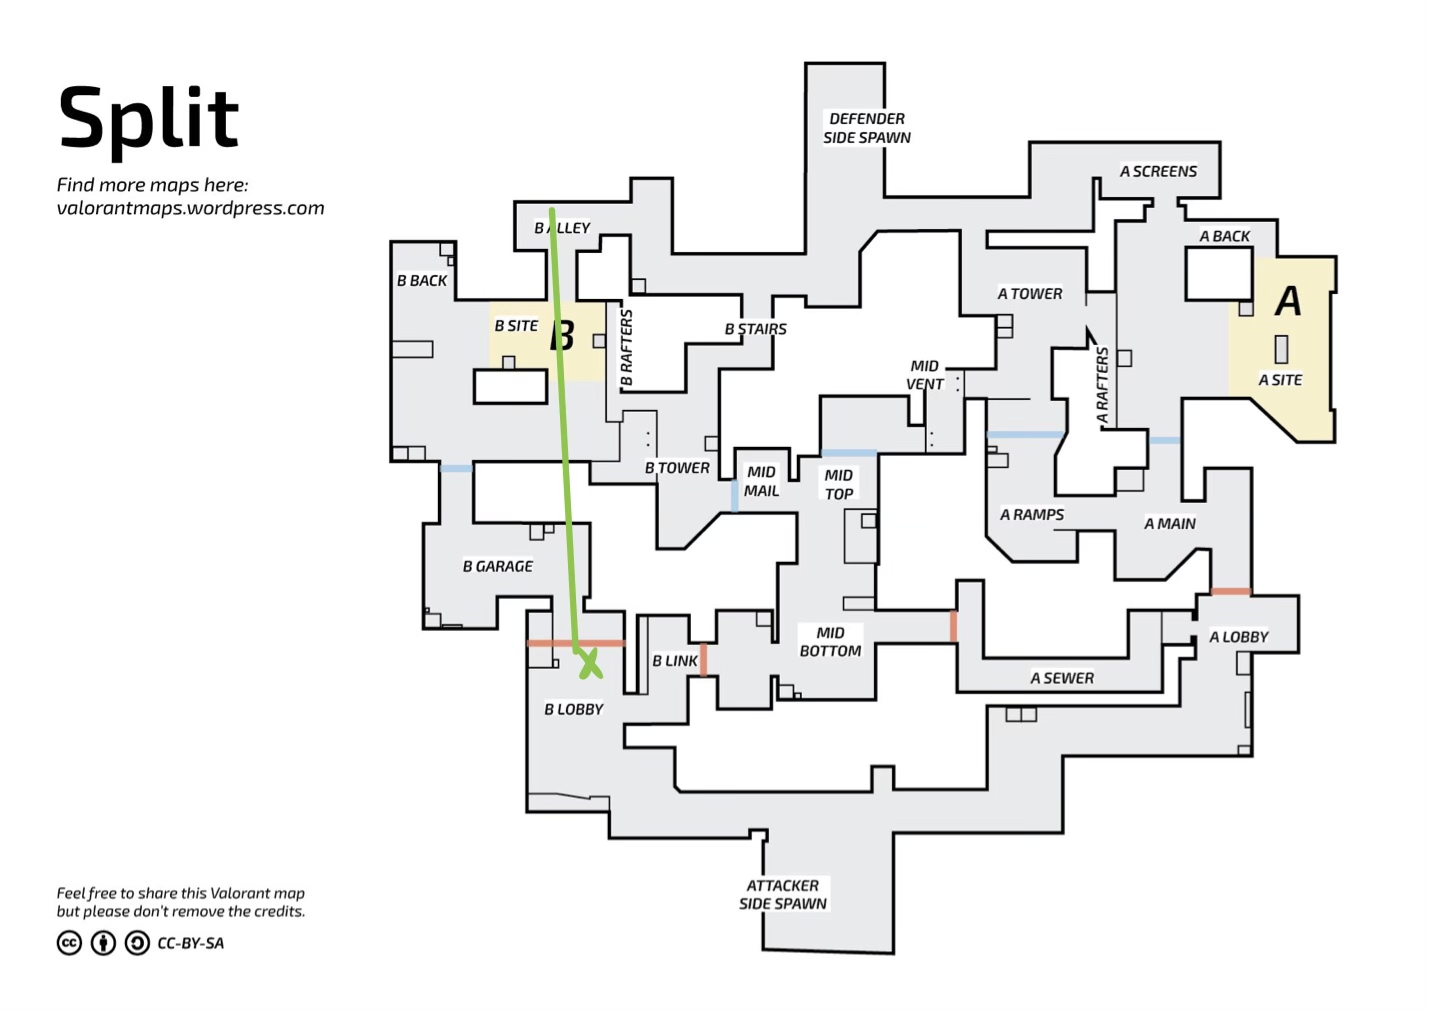 Split
Find more maps here:
valorantmaps.wordpress.com
DEFENDER
SIDE SPAWN
A SCREENS
B ALLEY
A BACK
B BACK
A TOWER
A
B SITE
B
B RAFTERS
B STAIRS
MID
VENT
A RAFTERS
A SITE
B TOWER
MID
MAIL
MID
TOP
A RAMPS
A MAIN
B GARAGE
MID
BOTTOM
A LOBBY
B LINK
A SEWER
B LOBBY
ATTACKER
SIDE SPAWN
Feel free to share this Valorant map
but please don't remove the credits.
cc CC-BY-SA